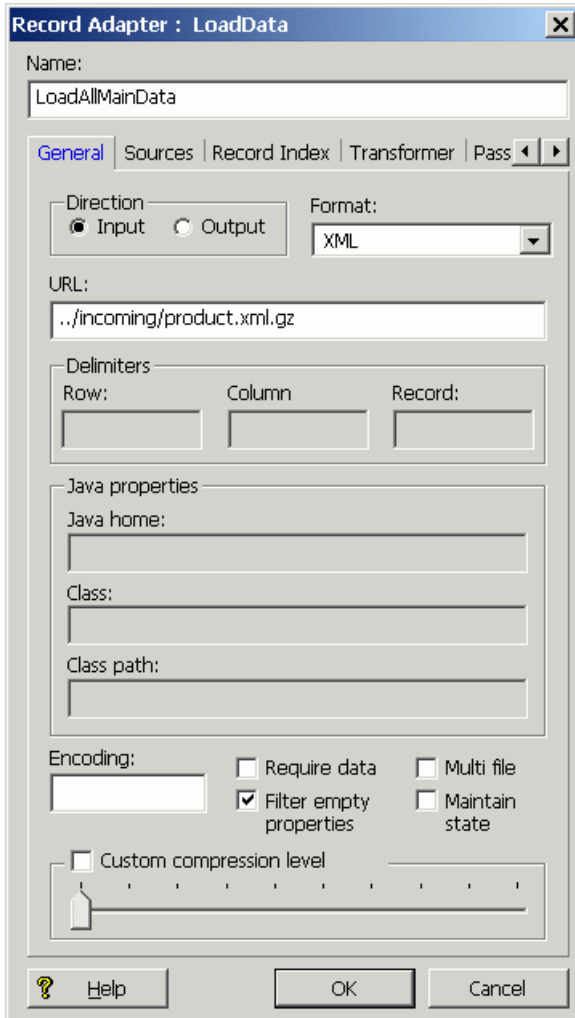 Record Adapter : LoadData
Name:
LoadAllMainData
General Sources Record Index Transformer Pass
Direction
Input Output
Format:
XML
URL:
../incoming/product.xml.gz
Delimiters
Row: Column Record:
Java properties
Java home:
Class:
Class path:
Encoding:
Require data
Multi file
Filter empty
properties
Maintain
state
Custom compression level
Help OK Cancel